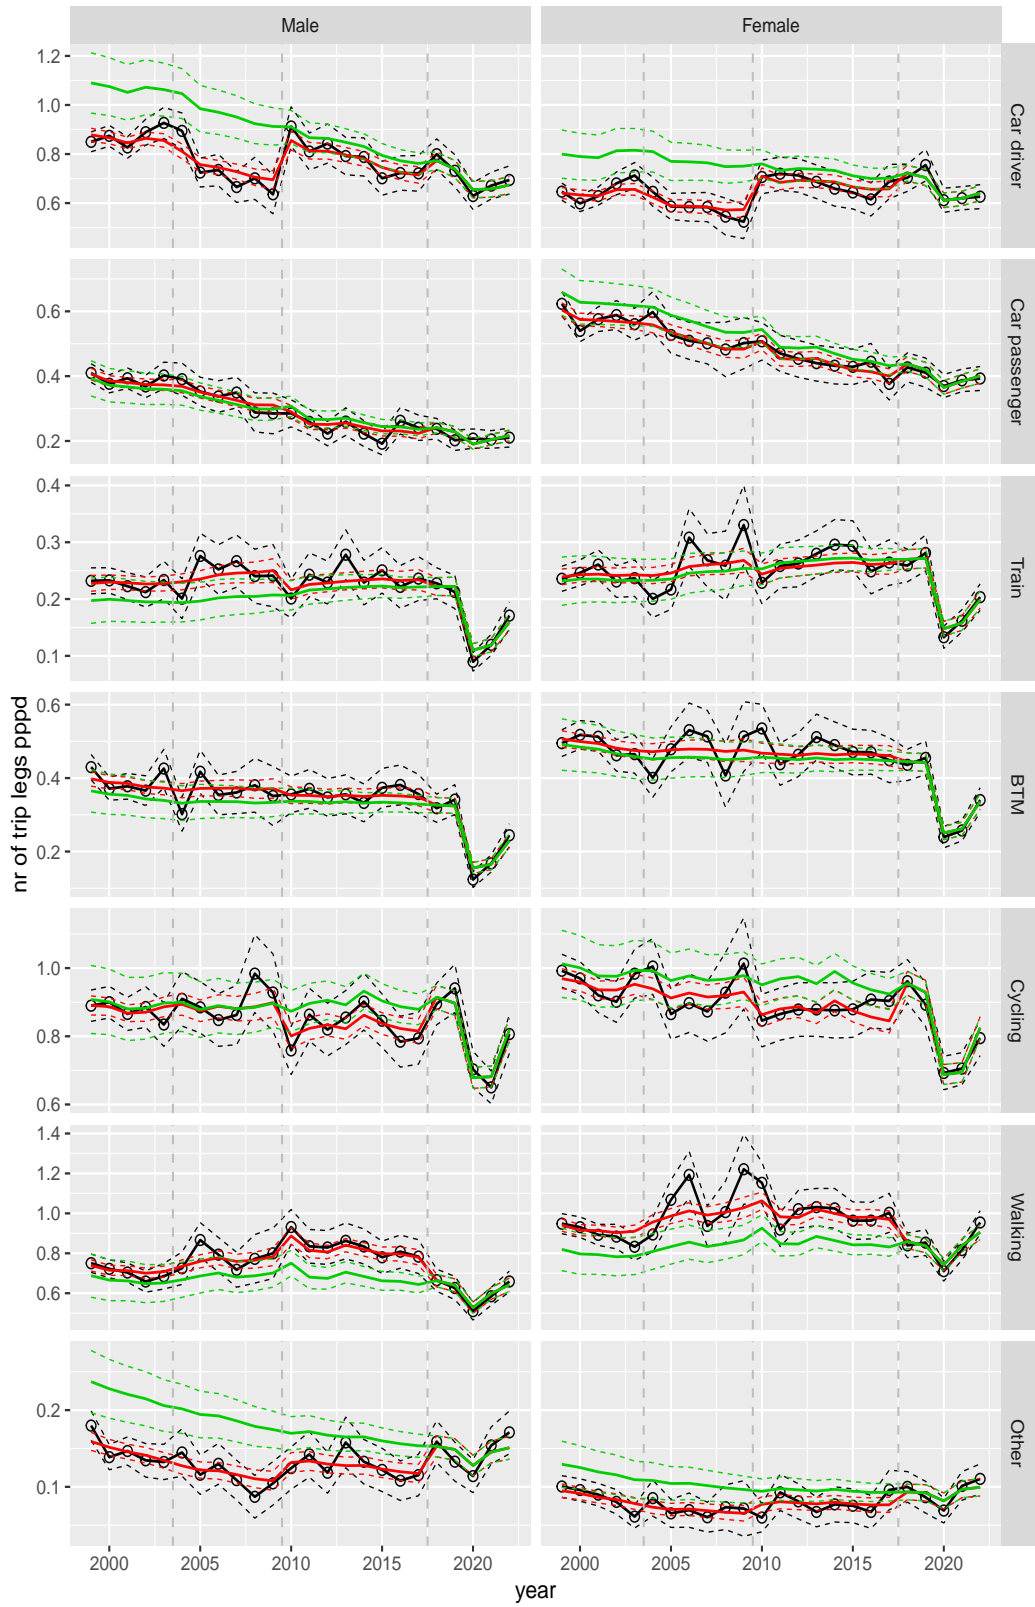 Male Female
1.2
1.0
0.8
0.6
Car driver
0.6
0.4
0.2
Car passenger
0.4
0.3
0.2
0.1
Train
0.6
0.4
0.2
BTM
1.0
0.8
0.6
Cycling
1.4
1.2
1.0
0.8
0.6
Walking
0.2
0.1
Other
2000 2005 2010 2015 2020 2000 2005 2010 2015 2020
year
nr of trip legs pppd